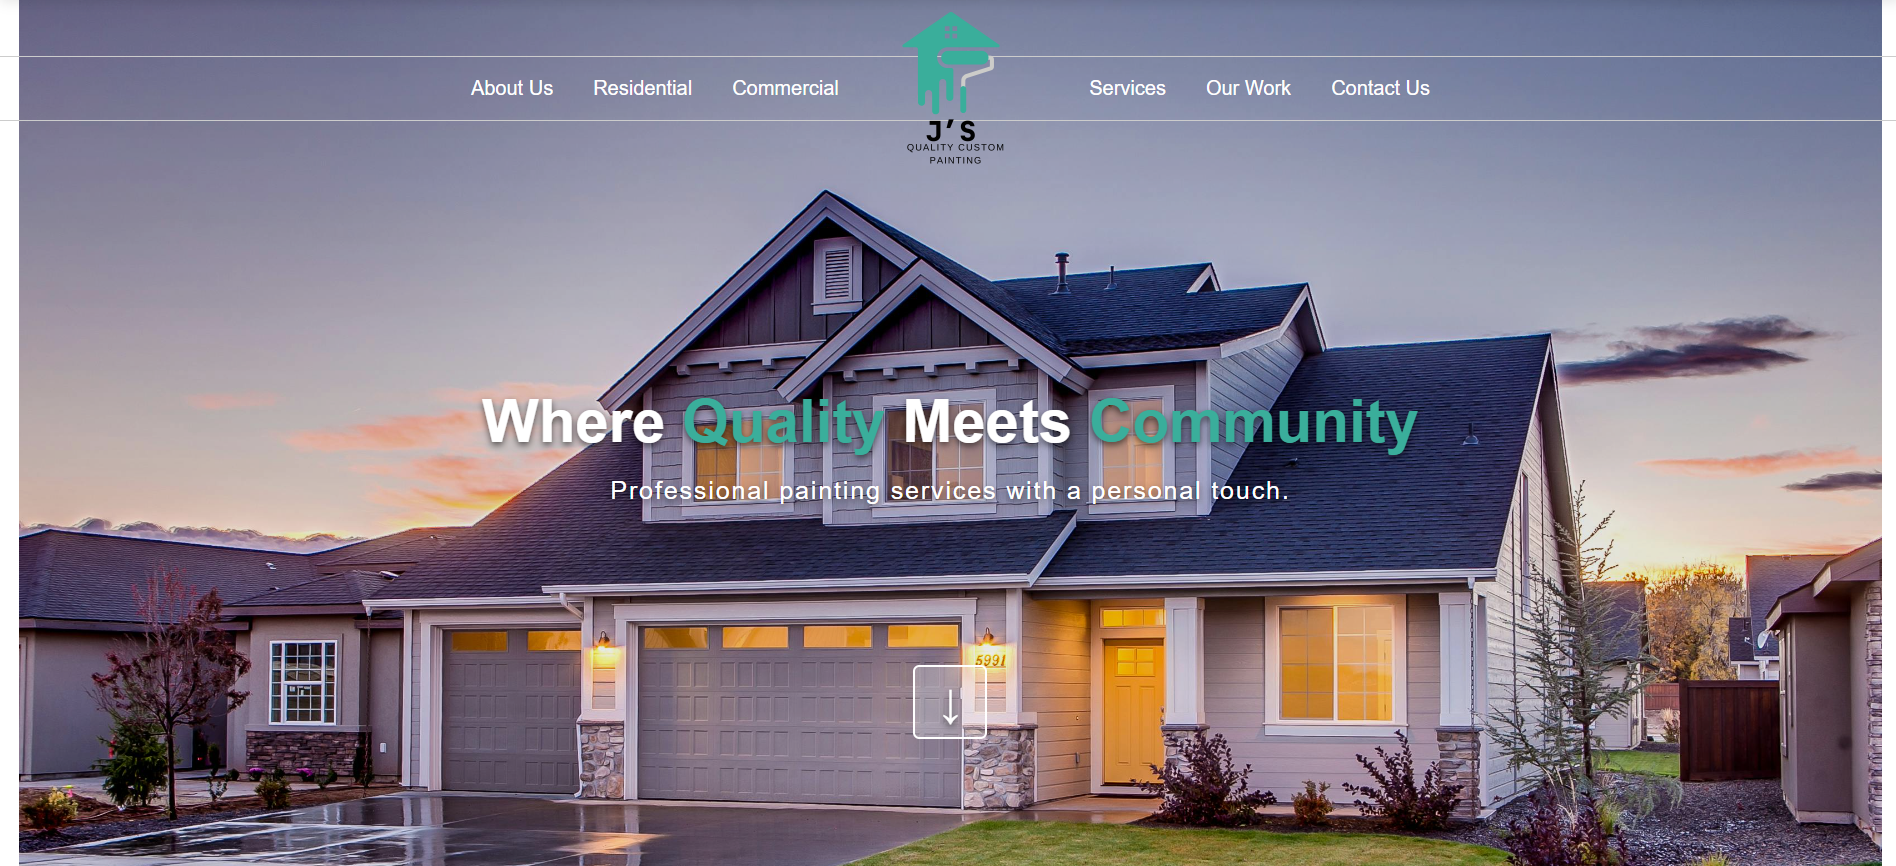 About Us
Residential
Commercial
J'S
QUALITY CUSTOM
PAINTING
Services
Our Work
Contact Us
Where Quality Meets Community
Professional painting services with a personal touch.
↓
5991